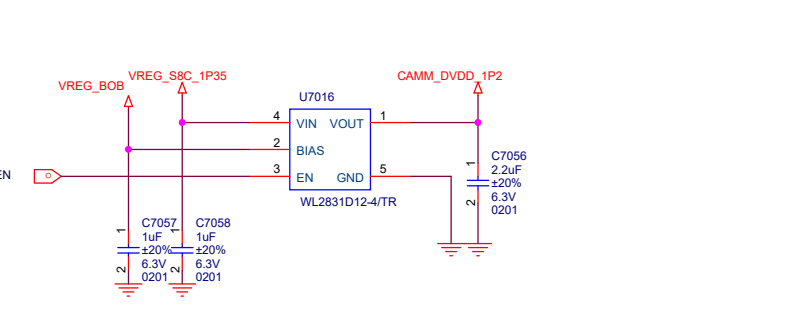 VREG_BOB
VREG_S8C_1P35
CAMM_DVDD_1P2
U7016
4
VIN
VOUT
1
2
BIAS
3
EN
GND
5
EN
WL2831D12-4/TR
1
C7056
2.2uF
±20%
6.3V
0201
2
1
C7057
1uF
±20%
6.3V
0201
2
1
C7058
1uF
±20%
6.3V
0201
2